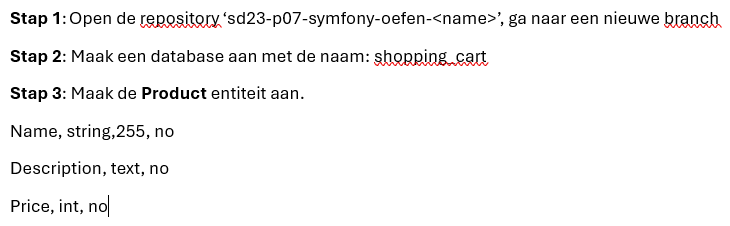 Stap 1: Open de repository ‘sd23-p07-symfony-oefen-<name>’, ga naar een nieuwe branch
Stap 2: Maak een database aan met de naam: shopping_cart
Stap 3: Maak de Product entiteit aan.
Name, string,255, no
Description, text, no
Price, int, no